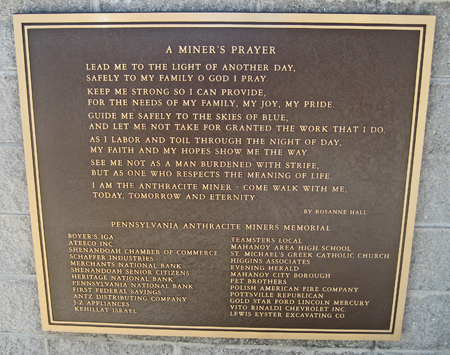 A MINER'S PRAYER
LEAD ME TO THE LIGHT OF ANOTHER DAY,
SAFELY TO MY FAMILY O GOD I PRAY.
KEEP ME STRONG SO I CAN PROVIDE,
FOR THE NEEDS OF MY FAMILY, MY JOY, MY PRIDE.
GUIDE ME SAFELY TO THE SKIES OF BLUE,
AND LET ME NOT TAKE FOR GRANTED THE WORK THAT I DO.
AS I LABOR AND TOIL THROUGH THE NIGHT OF DAY,
MY FAITH AND MY HOPES SHOW ME THE WAY.
SEE ME NOT AS A MAN BURDENED WITH STRIFE,
BUT AS ONE WHO RESPECTS THE MEANING OF LIFE.
I AM THE ANTHRACITE MINER - COME WALK WITH ME,
TODAY, TOMORROW AND ETERNITY
BY ROSANNE HALL
PENNSYLVANIA ANTHRACITE MINERS MEMORIAL
BOYER'S IGA
ATEELCO INC.
SHENANDOAH CHAMBER OF COMMERCE
SCHAFFER INDUSTRIES
MERCHANTS NATIONAL BANK
SHENANDOAH SENIOR CITIZENS
HERITAGE NATIONAL BANK
PENNSYLVANIA NATIONAL BANK
FIRST FEDERAL SAVINGS
ANTZ DISTRIBUTING COMPANY
J-Z APPLIANCES
KEHILLAT ISRAEL
TEAMSTERS LOCAL
MAHANOY AREA HIGH SCHOOL
ST. MICHAEL'S GREEK CATHOLIC CHURCH
HIGGINS ASSOCIATES
EVENING HERALD
MAHANOY CITY BOROUGH
PET BROTHERS
POLISH AMERICAN FIRE COMPANY
POTTSVILLE REPUBLICAN
GOLD STAR FORD LINCOLN MERCURY
VITO RINALDI CHEVROLET INC
LEWIS EYSTER EXCAVATING CO